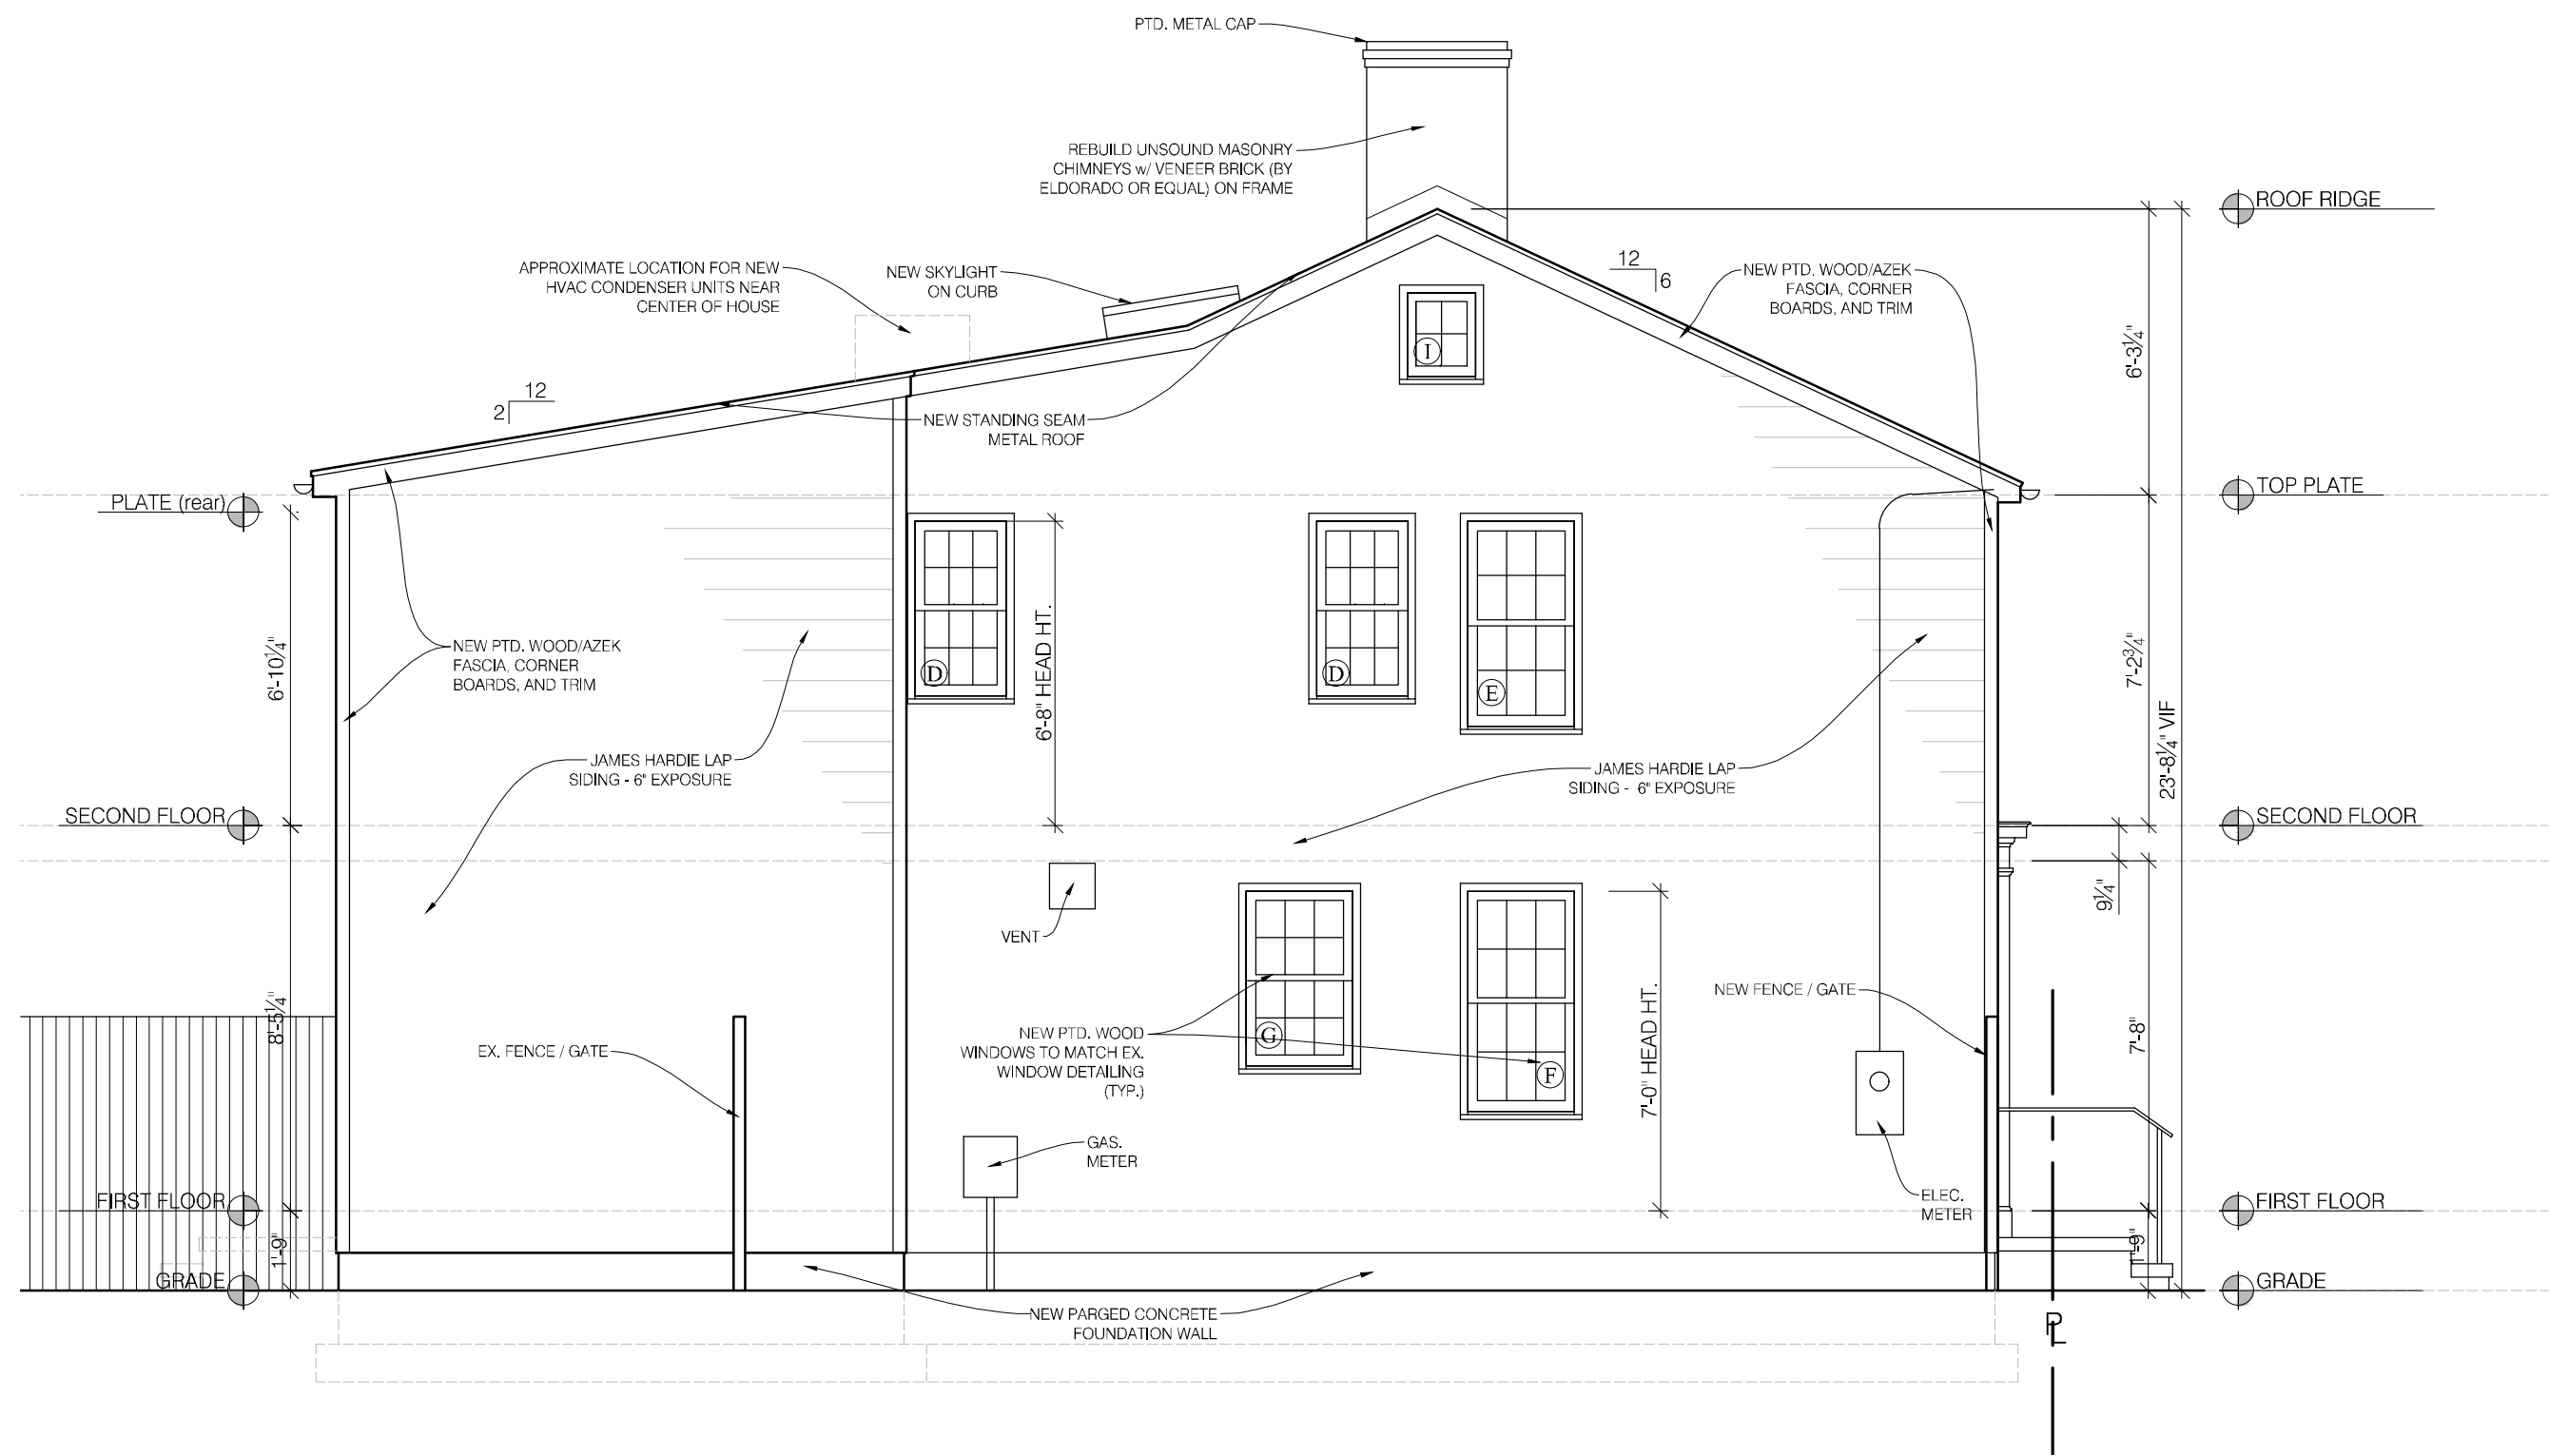 PTD. METAL CAP
REBUILD UNSOUND MASONRY
CHIMNEYS w/ VENEER BRICK (BY
ELDORADO OR EQUAL) ON FRAME
ROOF RIDGE
APPROXIMATE LOCATION FOR NEW
HVAC CONDENSER UNITS NEAR
CENTER OF HOUSE
NEW SKYLIGHT
ON CURB
12
6
NEW PTD. WOOD/AZEK
FASCIA, CORNER
BOARDS, AND TRIM
6'-3¼"
I
12
2
NEW STANDING SEAM
METAL ROOF
PLATE (rear)
TOP PLATE
6'-10¼"
NEW PTD. WOOD/AZEK
FASCIA, CORNER
BOARDS, AND TRIM
D
6'-8" HEAD HT.
D
E
7'-2¾"
23'-8¼" VIF
JAMES HARDIE LAP
SIDING - 6" EXPOSURE
JAMES HARDIE LAP
SIDING - 6" EXPOSURE
SECOND FLOOR
SECOND FLOOR
9¼"
VENT
8'-5¼"
EX. FENCE / GATE
NEW PTD. WOOD
WINDOWS TO MATCH EX.
WINDOW DETAILING
(TYP.)
G
F
7'-0" HEAD HT.
NEW FENCE / GATE
7'-8"
GAS.
METER
ELEC.
METER
FIRST FLOOR
FIRST FLOOR
1'-9"
1'-9"
GRADE
GRADE
NEW PARGED CONCRETE
FOUNDATION WALL
PL